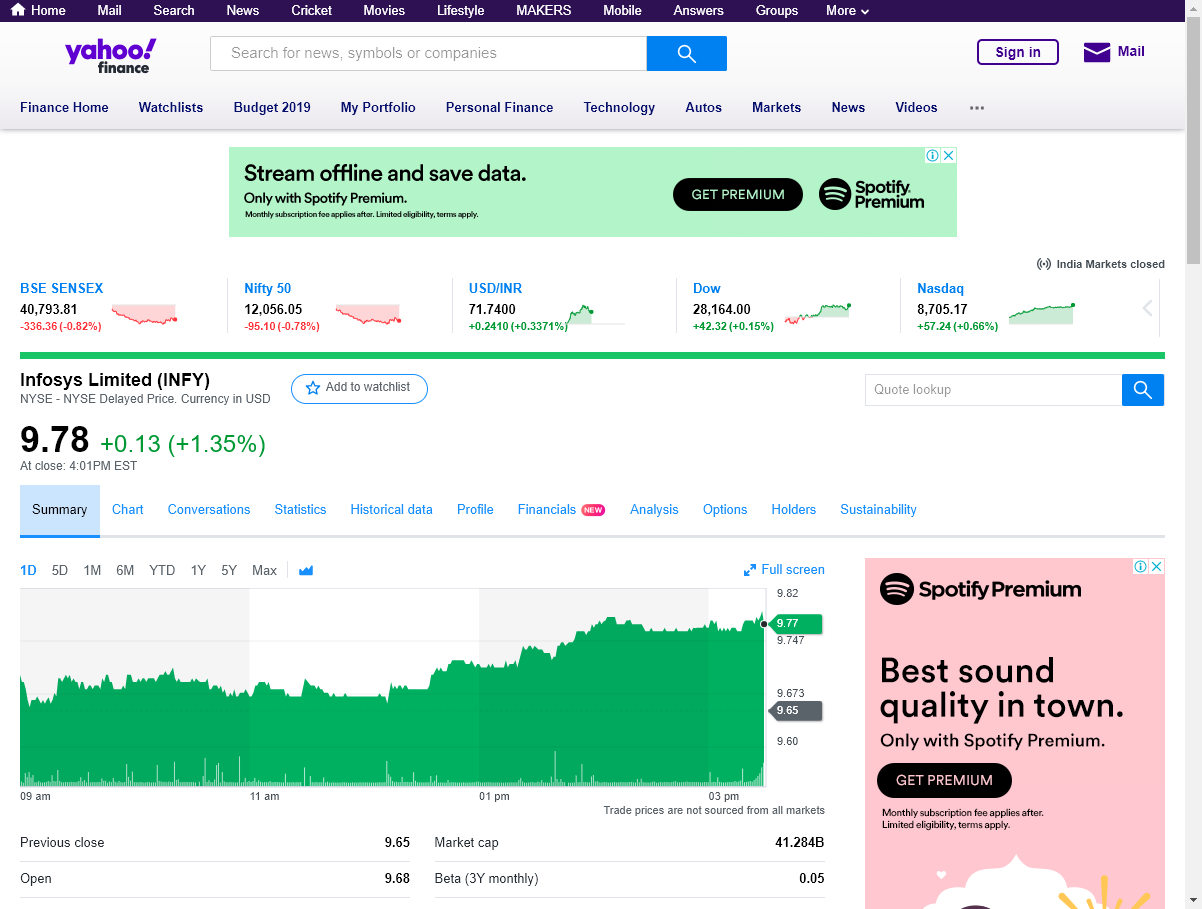 Home Mail Search News Cricket Movies Lifestyle MAKERS Mobile Answers Groups More
yahoo!
finance
Search for news, symbols or companies
Sign in
Mail
Finance Home Watchlists Budget 2019 My Portfolio Personal Finance Technology Autos Markets News Videos ...
Stream offline and save data.
Only with Spotify Premium.
Monthly subscription fee applies after. Limited eligibility, terms apply.
GET PREMIUM
Spotify
Premium
India Markets closed
BSE SENSEX
40,793.81
-336.36 (-0.82%)
Nifty 50
12,056.05
-95.10 (-0.78%)
USD/INR
71.7400
+0.2410 (+0.3371%)
Dow
28,164.00
+42.32 (+0.15%)
Nasdaq
8,705.17
+57.24 (+0.66%)
Infosys Limited (INFY)
NYSE - NYSE Delayed Price. Currency in USD
Add to watchlist
Quote lookup
9.78 +0.13 (+1.35%)
At close: 4:01PM EST
Summary Chart Conversations Statistics Historical data Profile Financials NEW Analysis Options Holders Sustainability
1D 5D 1M 6M YTD 1Y 5Y Max
Full screen
9.82
9.77
9.747
9.673
9.65
9.60
09 am 11 am 01 pm 03 pm
Trade prices are not sourced from all markets
Previous close 9.65
Market cap 41.284B
Open 9.68
Beta (3Y monthly) 0.05
Spotify Premium
Best sound
quality in town.
Only with Spotify Premium.
GET PREMIUM
Monthly subscription fee applies after.
Limited eligibility, terms apply.